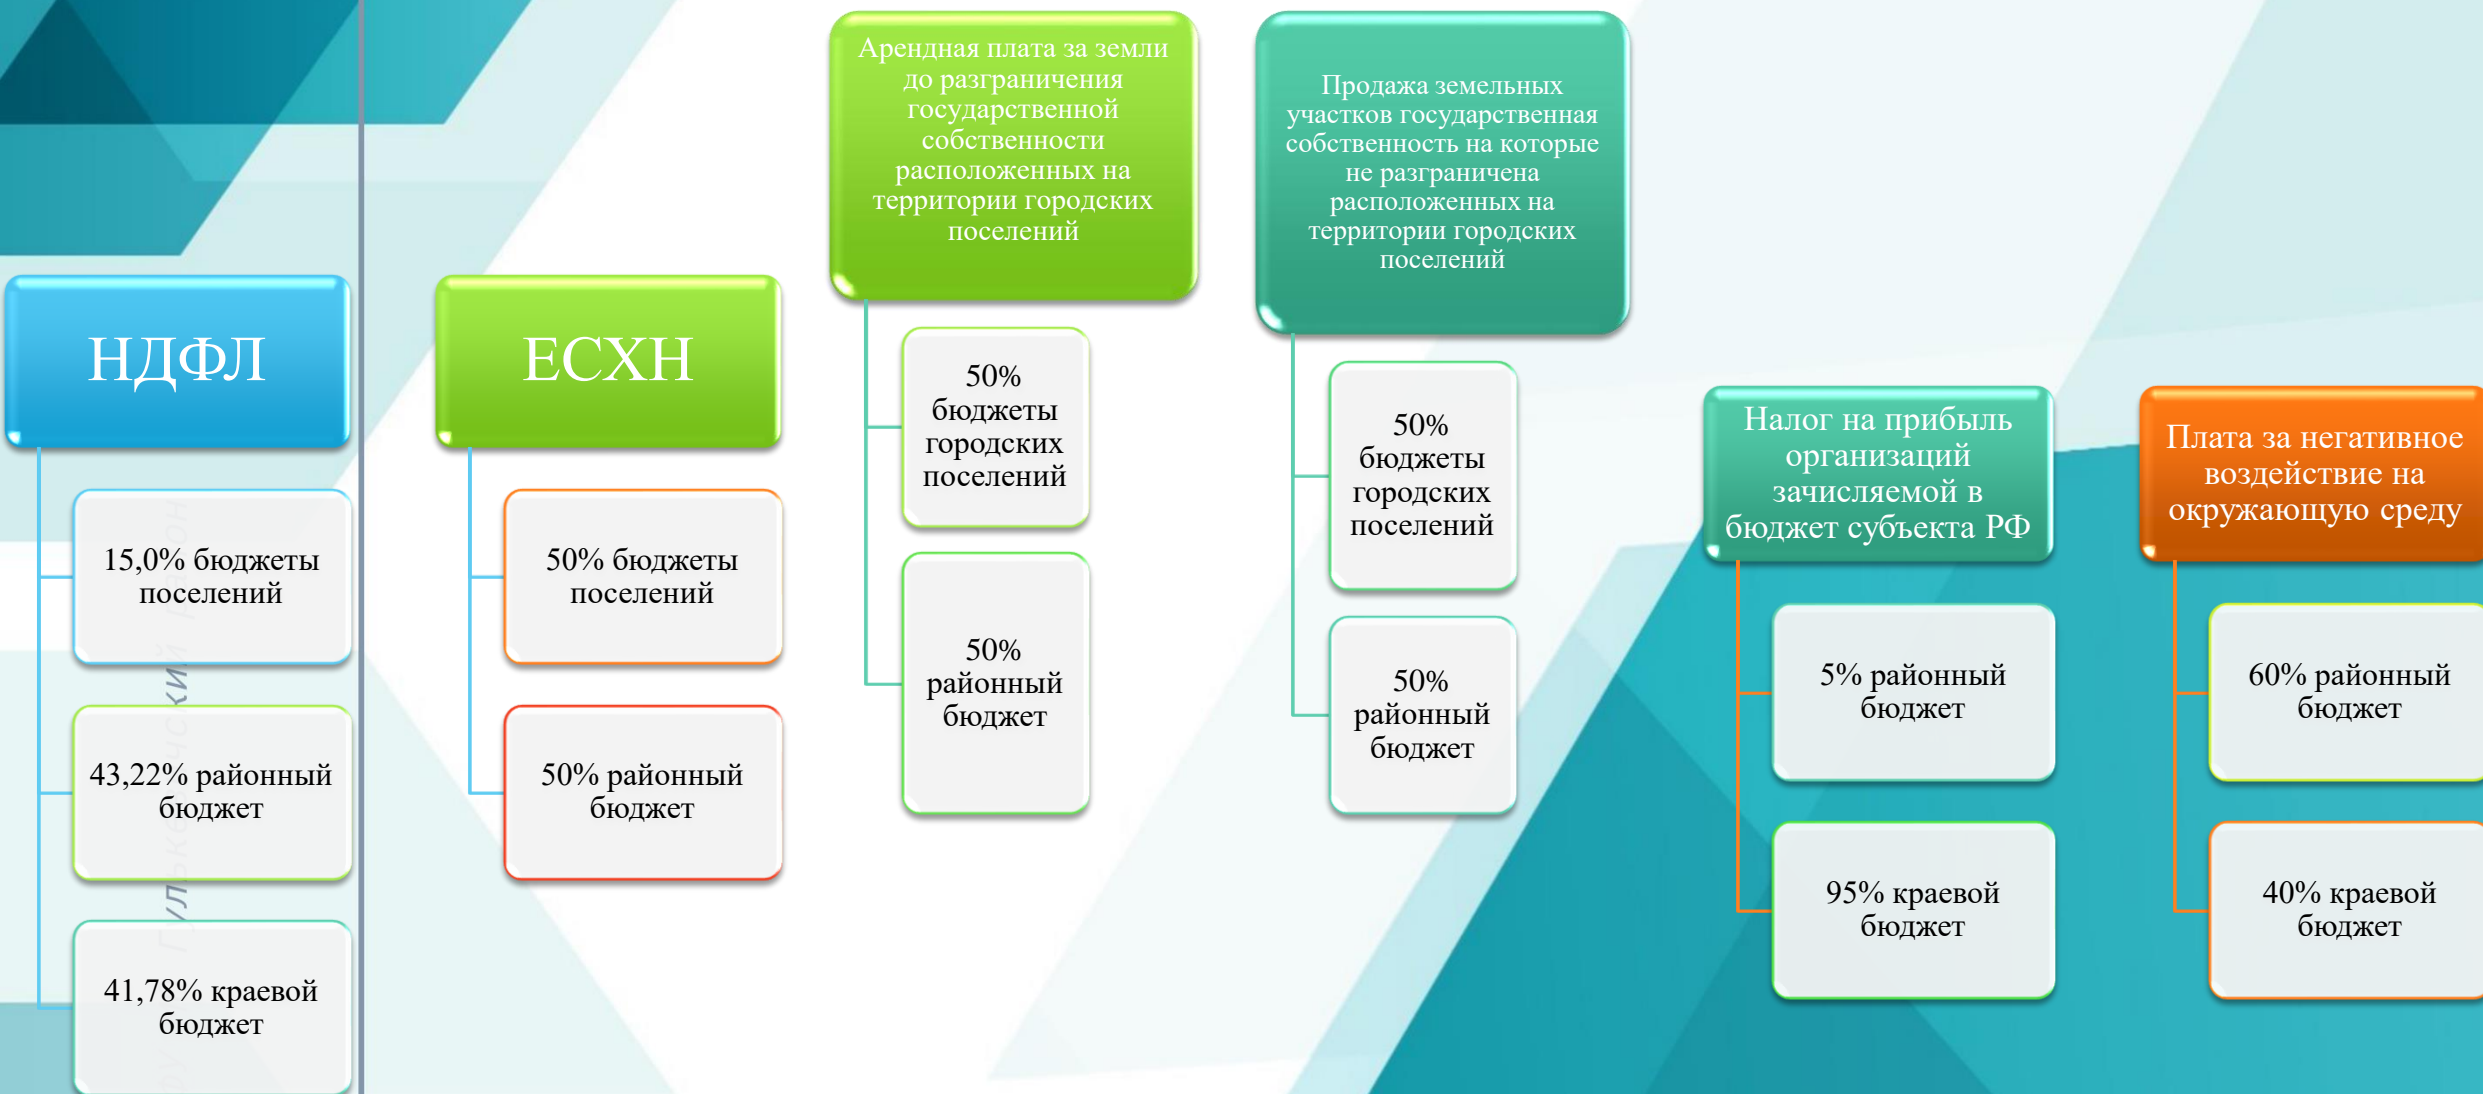 НДФЛ
15,0% бюджеты
поселений
43,22% районный
бюджет
41,78% краевой
бюджет
ЕСХН
50% бюджеты
поселений
50% районный
бюджет
Арендная плата за земли
до разграничения
государственной
собственности
расположенных на
территории городских
поселений
50%
бюджеты
городских
поселений
50%
районный
бюджет
Продажа земельных
участков государственная
собственность на которые
не разграничена
расположенных на
территории городских
поселений
50%
бюджеты
городских
поселений
50%
районный
бюджет
Налог на прибыль
организаций
зачисляемой в
бюджет субъекта РФ
5% районный
бюджет
95% краевой
бюджет
Плата за негативное
воздействие на
окружающую среду
60% районный
бюджет
40% краевой
бюджет